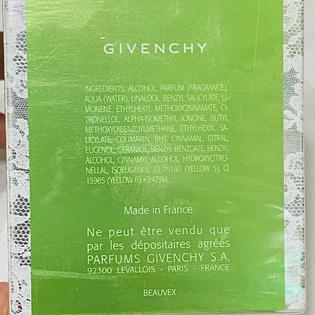 GIVENCHY
INGREDIENTS: ALCOHOL, PARFUM (FRAGRANCE),
AQUA (WATER), LINALOOL, BENZYL SALICYLATE, LI-
MONENE, ETHYLHEXYL METHOXYCINNAMATE, CI-
TRONELLOL, ALPHA-ISOMETHYL IONONE, BUTYL
METHOXYDIBENZOYLMETHANE, ETHYLHEXYL SA-
LICYLATE, COUMARIN, BHT CINNAMAL, CITRAL,
EUGENOL, GERANIOL, BENZYL BENZOATE, BENZYL
ALCOHOL, CINNAMYL ALCOHOL, HYDROXYCITRO-
NELLAL, ISOEUGENOL CI 19140 (YELLOW 5), CI
15985 (YELLOW 6) • 2479M.
Made in France
Ne peut être vendu que
par les dépositaires agréés
PARFUMS GIVENCHY S.A.
92300 LEVALLOIS - PARIS - FRANCE
BEAUVEX